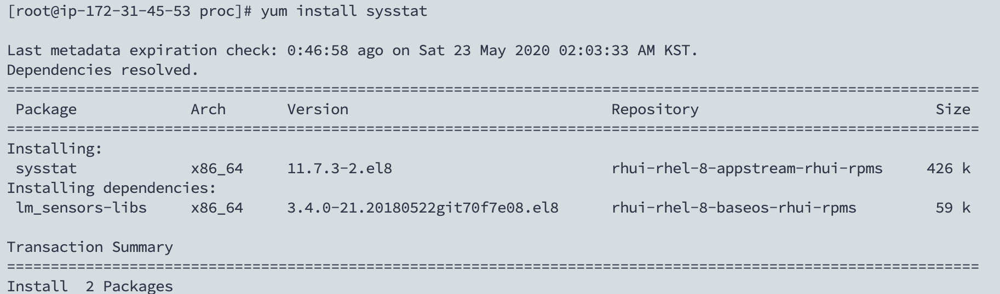 [root@ip-172-31-45-53 proc]# yum install sysstat
Last metadata expiration check: 0:46:58 ago on Sat 23 May 2020 02:03:33 AM KST.
Dependencies resolved.
===============================================================================================================
Package Arch Version Repository Size
===============================================================================================================
Installing:
sysstat x86_64 11.7.3-2.el8 rhui-rhel-8-appstream-rhui-rpms 426 k
Installing dependencies:
lm_sensors-libs x86_64 3.4.0-21.20180522git70f7e08.el8 rhui-rhel-8-baseos-rhui-rpms 59 k
Transaction Summary
===============================================================================================================
Install 2 Packages